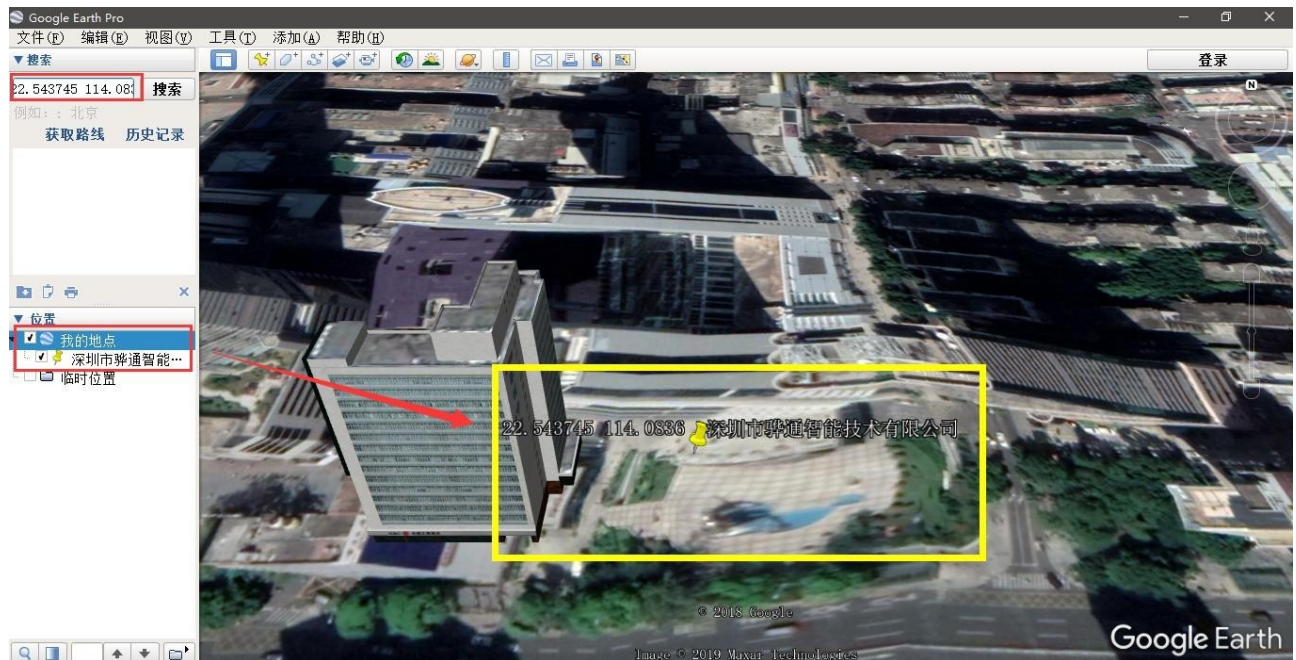 Google Earth Pro
文件(F) 编辑(E) 视图(V) 工具(T) 添加(A) 帮助(H)
▼搜索
登录
22.543745 114.083
搜索
例如：: 北京
获取路线 历史记录
▼ 位置
我的地点
深圳市骅通智能…
临时位置
22.543745 114.0836 深圳市骅通智能技术有限公司
© 2018 Google
Image © 2019 Maxar Technologies
Google Earth
N